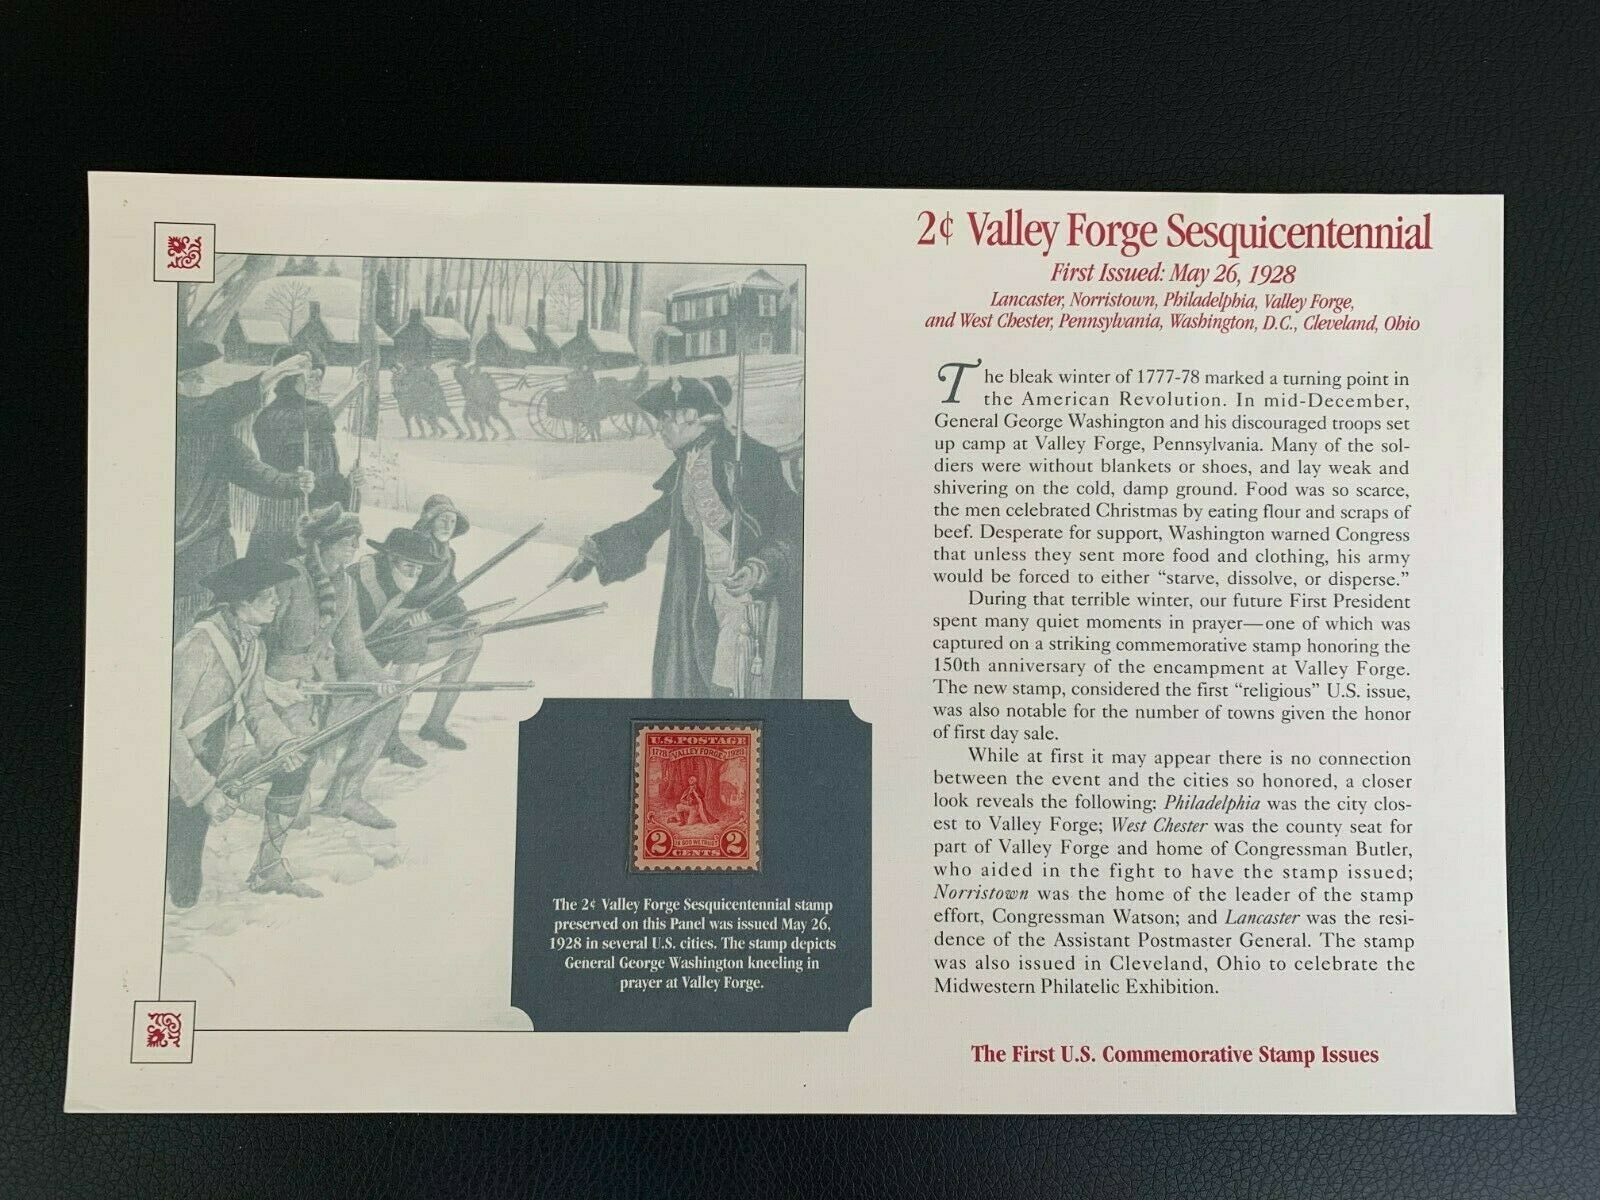 2¢ Valley Forge Sesquicentennial
First Issued: May 26, 1928
Lancaster, Norristown, Philadelphia, Valley Forge,
and West Chester, Pennsylvania, Washington, D.C., Cleveland, Ohio
The bleak winter of 1777-78 marked a turning point in
the American Revolution. In mid-December,
General George Washington and his discouraged troops set
up camp at Valley Forge, Pennsylvania. Many of the sol-
diers were without blankets or shoes, and lay weak and
shivering on the cold, damp ground. Food was so scarce,
the men celebrated Christmas by eating flour and scraps of
beef. Desperate for support, Washington warned Congress
that unless they sent more food and clothing, his army
would be forced to either “starve, dissolve, or disperse.”
During that terrible winter, our future First President
spent many quiet moments in prayer—one of which was
captured on a striking commemorative stamp honoring the
150th anniversary of the encampment at Valley Forge.
The new stamp, considered the first “religious” U.S. issue,
was also notable for the number of towns given the honor
of first day sale.
While at first it may appear there is no connection
between the event and the cities so honored, a closer
look reveals the following: Philadelphia was the city clos-
est to Valley Forge; West Chester was the county seat for
part of Valley Forge and home of Congressman Butler,
who aided in the fight to have the stamp issued;
Norristown was the home of the leader of the stamp
effort, Congressman Watson; and Lancaster was the resi-
dence of the Assistant Postmaster General. The stamp
was also issued in Cleveland, Ohio to celebrate the
Midwestern Philatelic Exhibition.
The First U.S. Commemorative Stamp Issues
U.S. POSTAGE
1778 VALLEY FORGE 1928
IN GOD WE TRUST
2 CENTS 2
The 2¢ Valley Forge Sesquicentennial stamp
preserved on this Panel was issued May 26,
1928 in several U.S. cities. The stamp depicts
General George Washington kneeling in
prayer at Valley Forge.